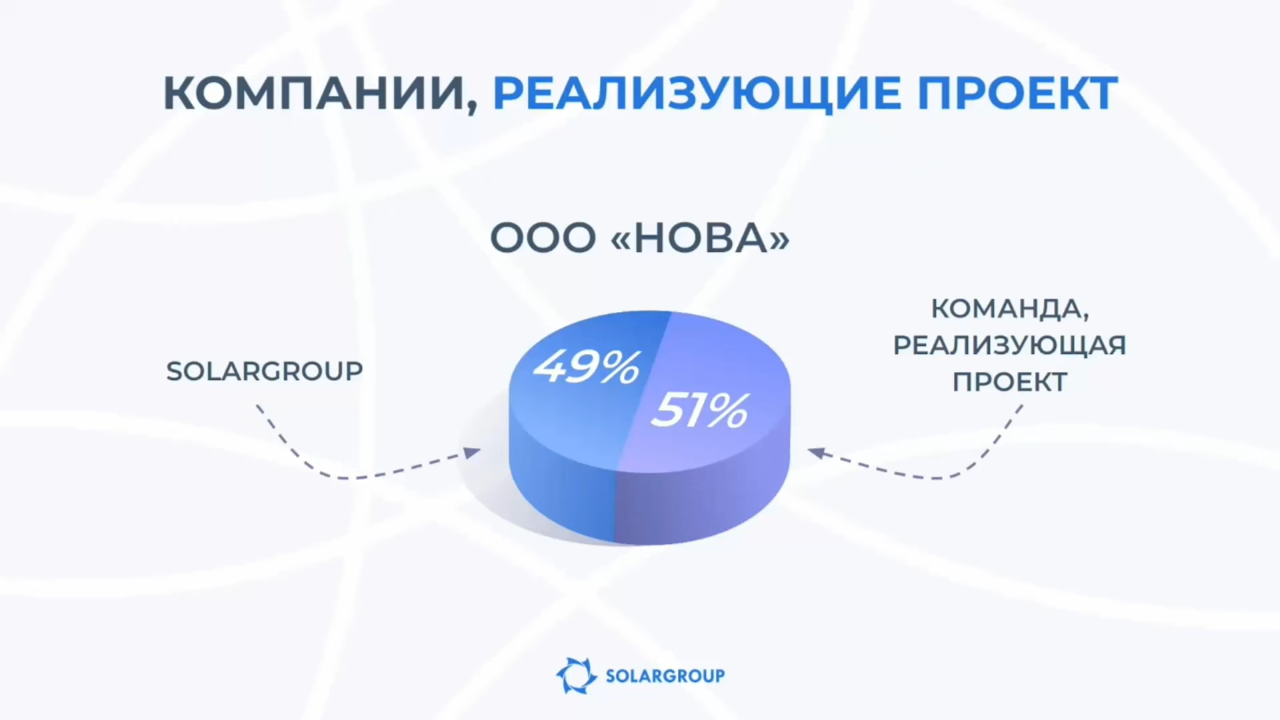 КОМПАНИИ, РЕАЛИЗУЮЩИЕ ПРОЕКТ
ООО «НОВА»
SOLARGROUP
49%
51%
КОМАНДА,
РЕАЛИЗУЮЩАЯ
ПРОЕКТ
SOLARGROUP